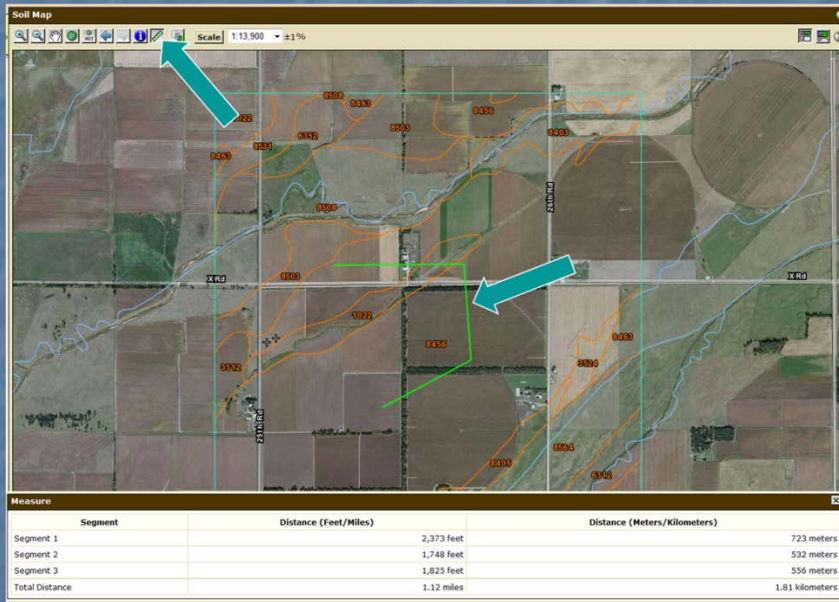 Soil Map
Scale 1:13,900 ±1%
8508
8463
8456
8503
6352
8403
8531
8463
26th Rd
8508
8503
X Rd
X Rd
1022
8456
8463
3512
3524
25th Rd
8504
8405
6312
Measure
Segment Distance (Feet/Miles) Distance (Meters/Kilometers)
Segment 1 2,373 feet 723 meters
Segment 2 1,748 feet 532 meters
Segment 3 1,825 feet 556 meters
Total Distance 1.12 miles 1.81 kilometers